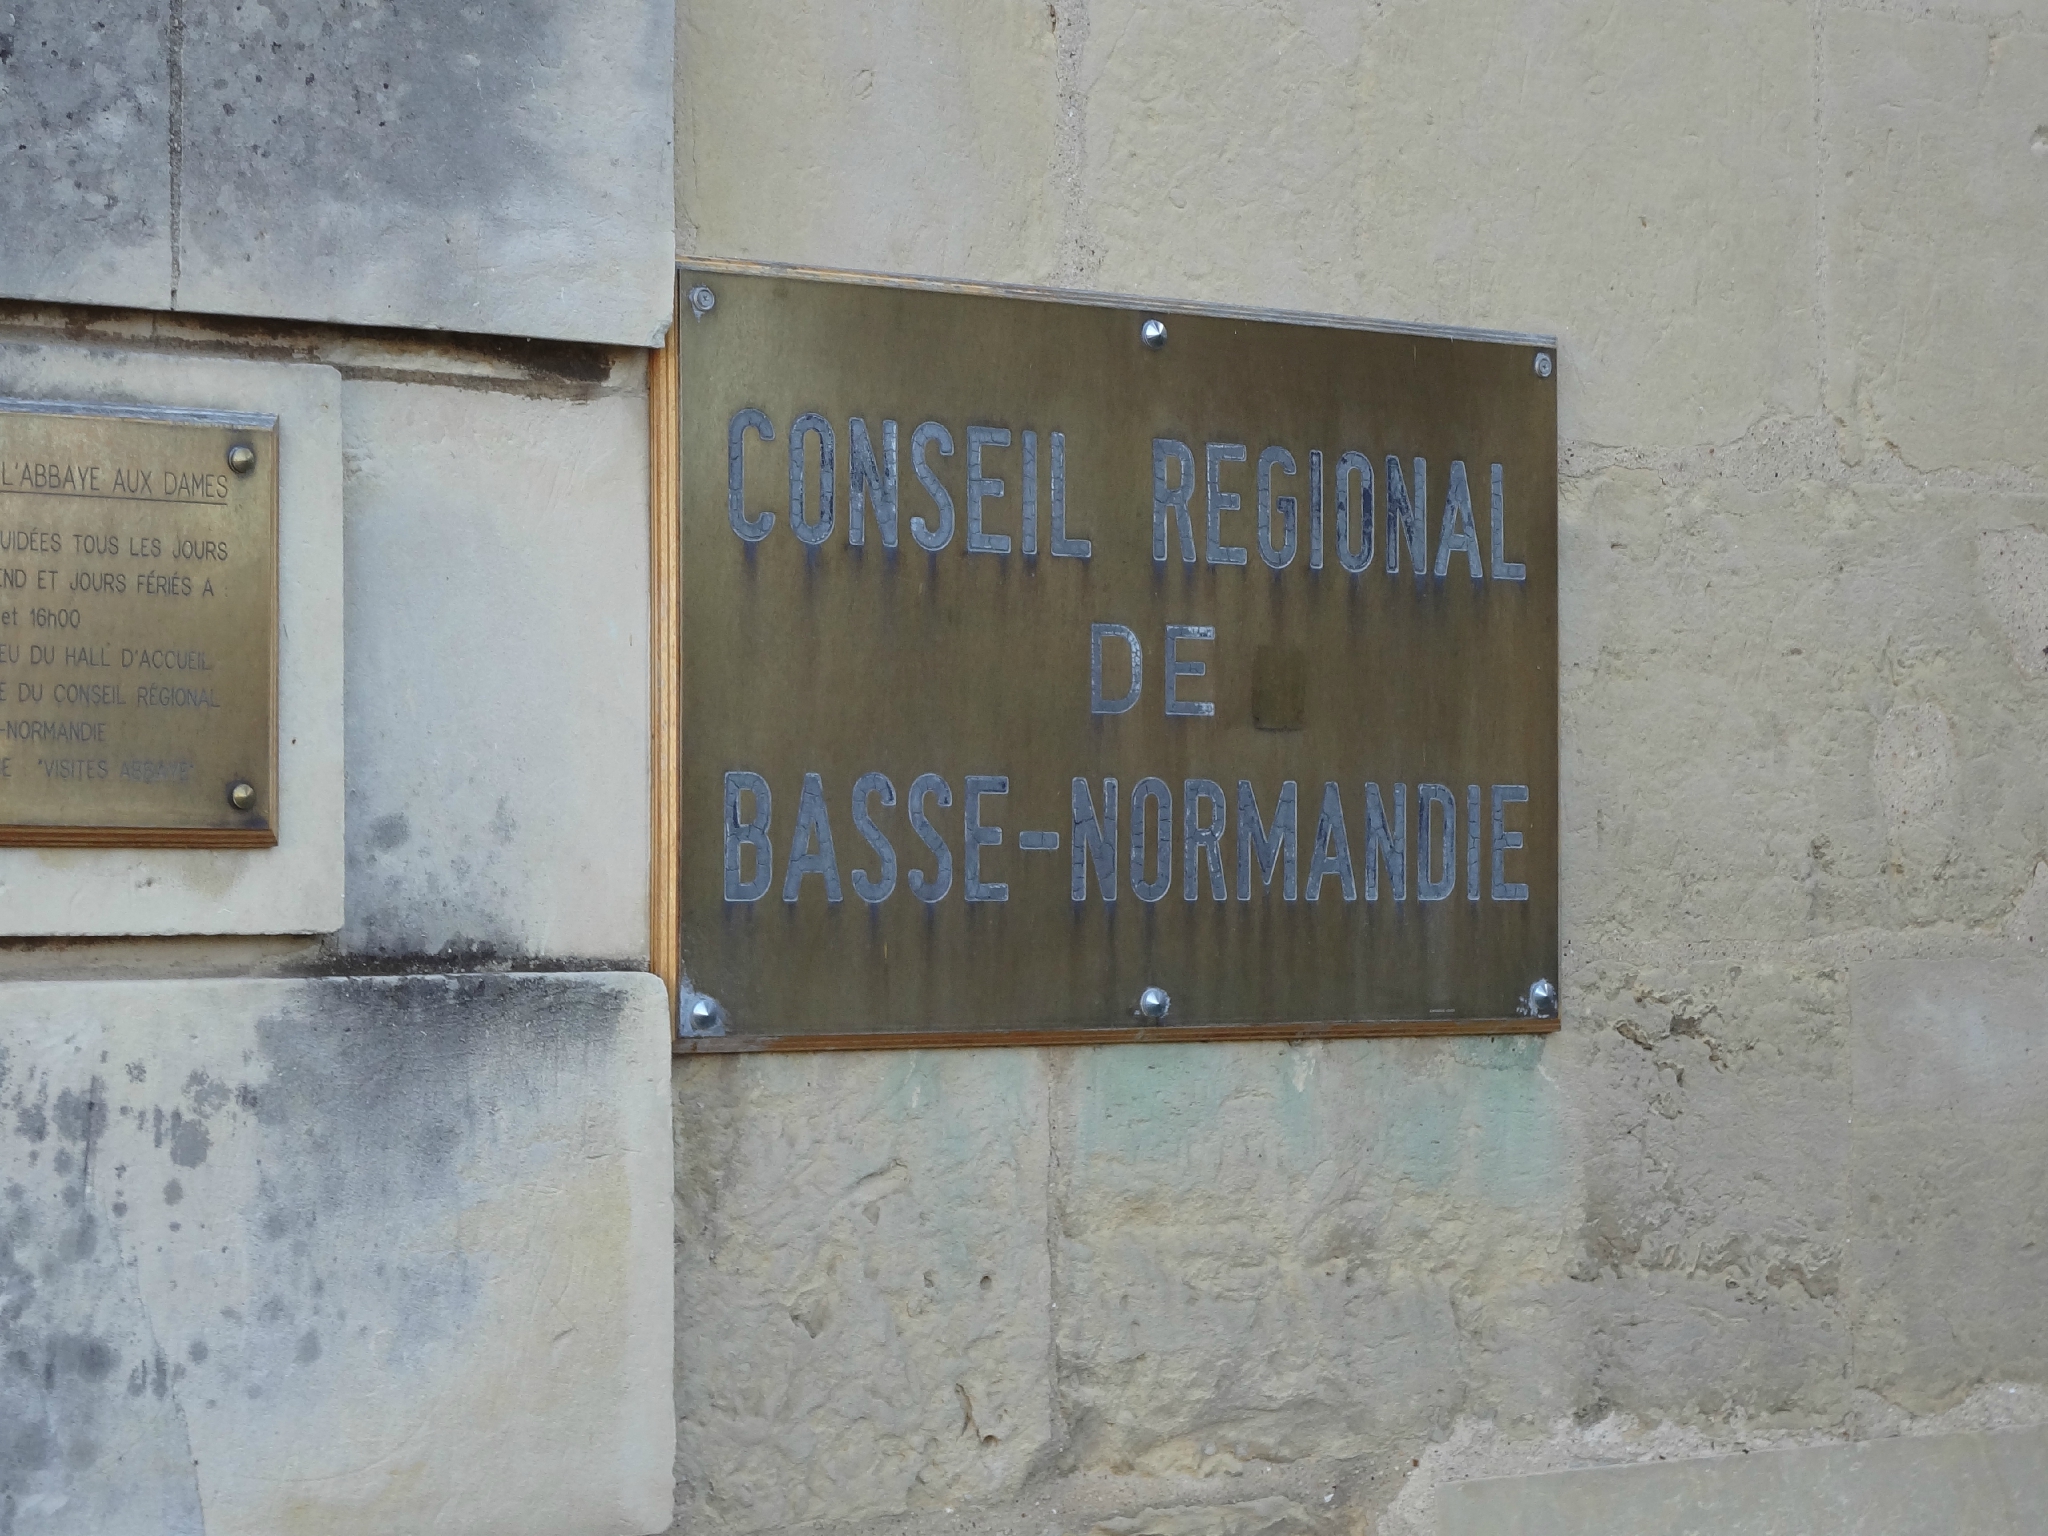 L'ABBAYE AUX DAMES
UIDÉES TOUS LES JOURS
END ET JOURS FÉRIÉS A :
et 16h00
EU DU HALL D'ACCUEIL
E DU CONSEIL RÉGIONAL
-NORMANDIE
E "VISITES ABBAYE"
CONSEIL REGIONAL
DE
BASSE-NORMANDIE